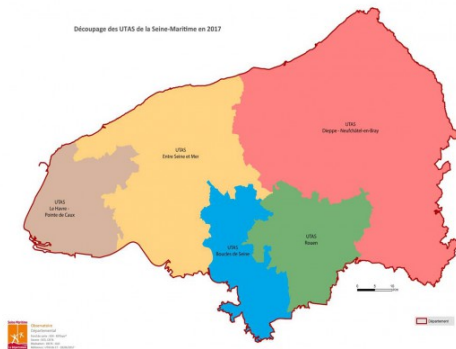 Découpage des UTAS de la Seine-Maritime en 2017
UTAS
Dieppe - Neufchâtel-en-Bray
UTAS
Entre Seine et Mer
UTAS
Le Havre -
Pointe de Caux
UTAS
Rouen
UTAS
Boucles de Seine
Observatoire
Départemental
Département